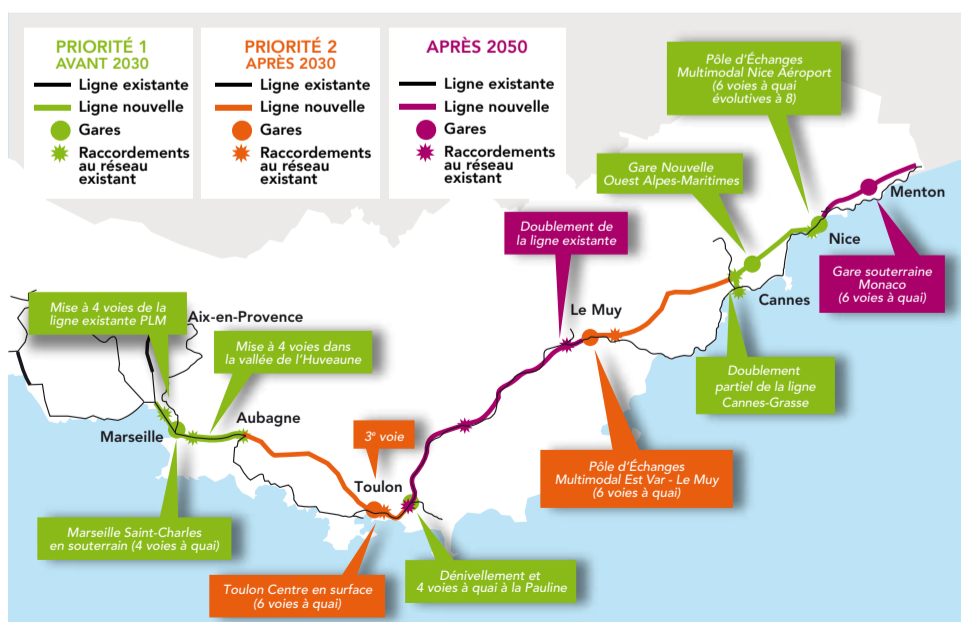 PRIORITÉ 1
AVANT 2030
Ligne existante
Ligne nouvelle
Gares
Raccordements
au réseau
existant
PRIORITÉ 2
APRÈS 2030
Ligne existante
Ligne nouvelle
Gares
Raccordements
au réseau
existant
APRÈS 2050
Ligne existante
Ligne nouvelle
Gares
Raccordements
au réseau
existant
Pôle d'Échanges
Multimodal Nice Aéroport
(6 voies à quai
évolutives à 8)
Gare Nouvelle
Ouest Alpes-Maritimes
Menton
Nice
Doublement de
la ligne existante
Gare souterraine
Monaco
(6 voies à quai)
Cannes
Mise à 4 voies de la
ligne existante PLM
Aix-en-Provence
Le Muy
Mise à 4 voies dans
la vallée de l'Huveaune
Doublement
partiel de la ligne
Cannes-Grasse
Aubagne
Marseille
3e voie
Pôle d'Échanges
Multimodal Est Var - Le Muy
(6 voies à quai)
Toulon
Marseille Saint-Charles
en souterrain (4 voies à quai)
Dénivellement et
4 voies à quai à la Pauline
Toulon Centre en surface
(6 voies à quai)